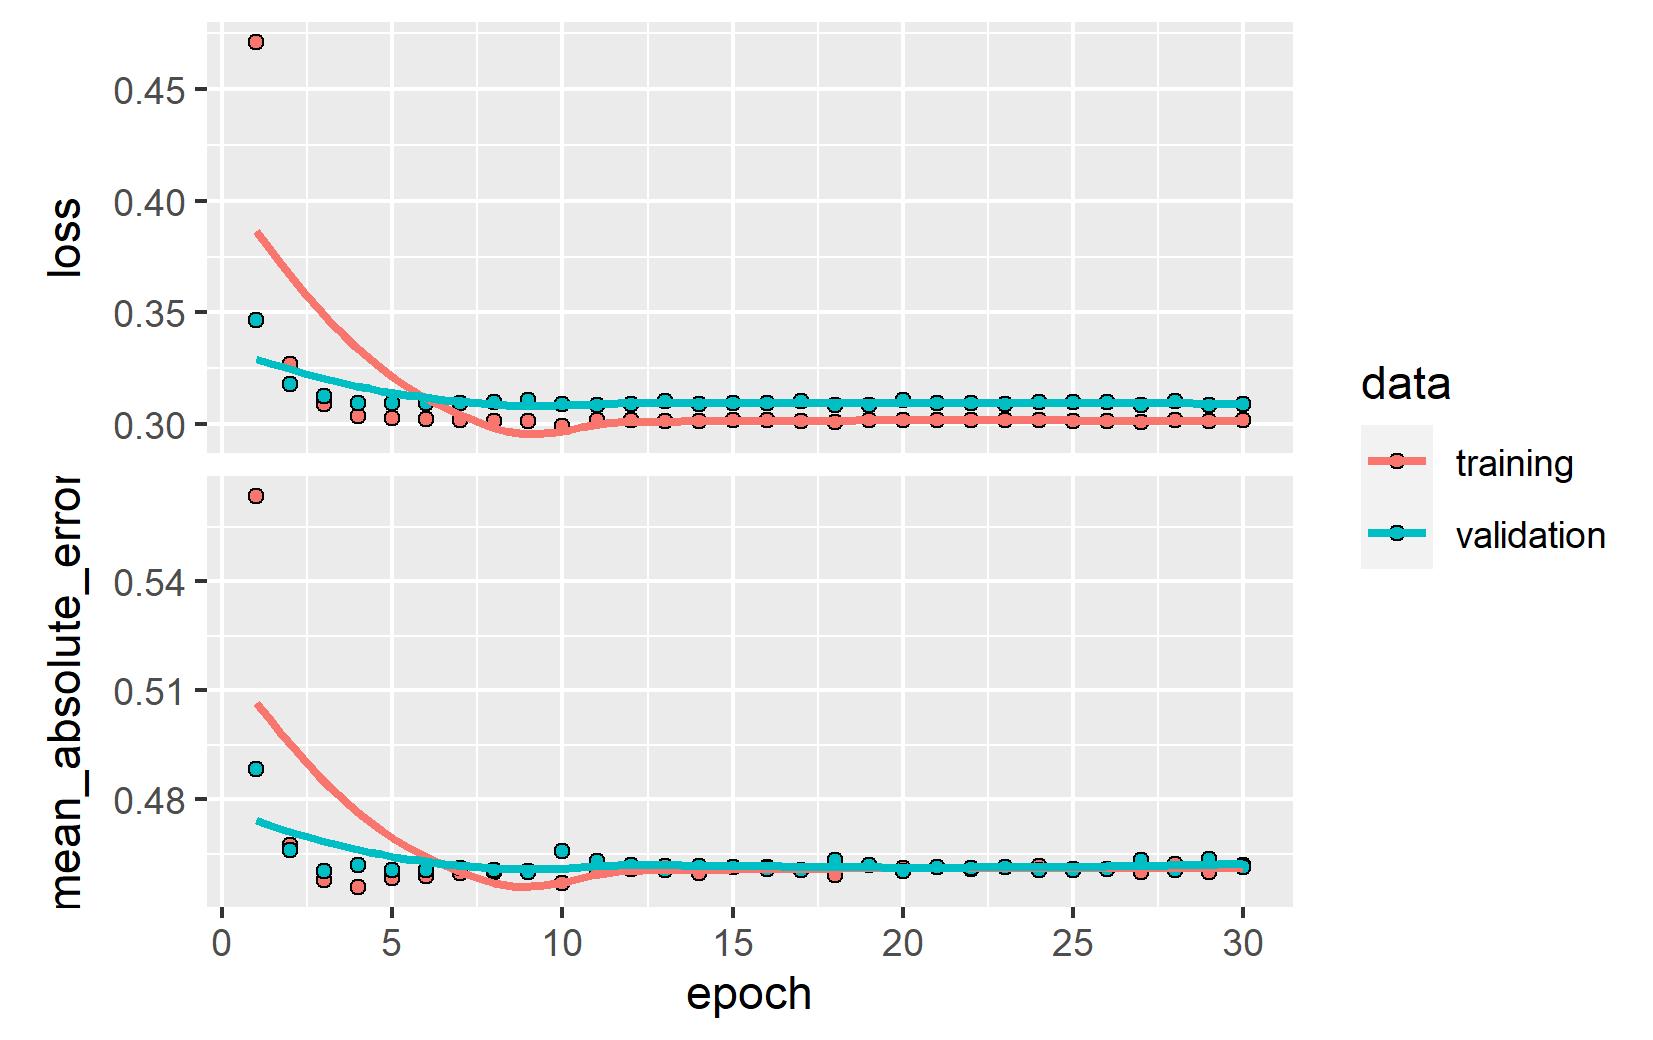 loss
0.45
0.40
0.35
0.30
mean_absolute_error
0.54
0.51
0.48
0 5 10 15 20 25 30
epoch
data
training
validation